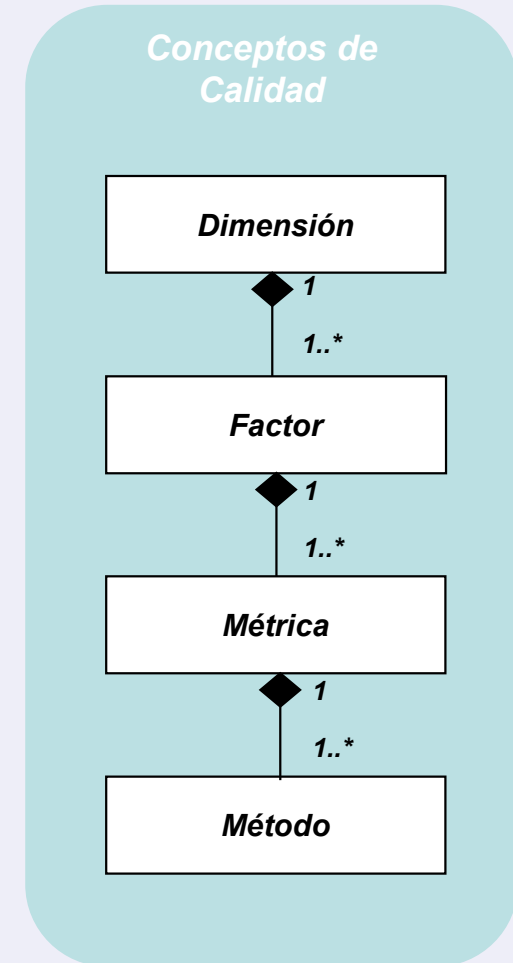 Conceptos de
Calidad
Dimensión
1
1..*
Factor
1
1..*
Métrica
1
1..*
Método